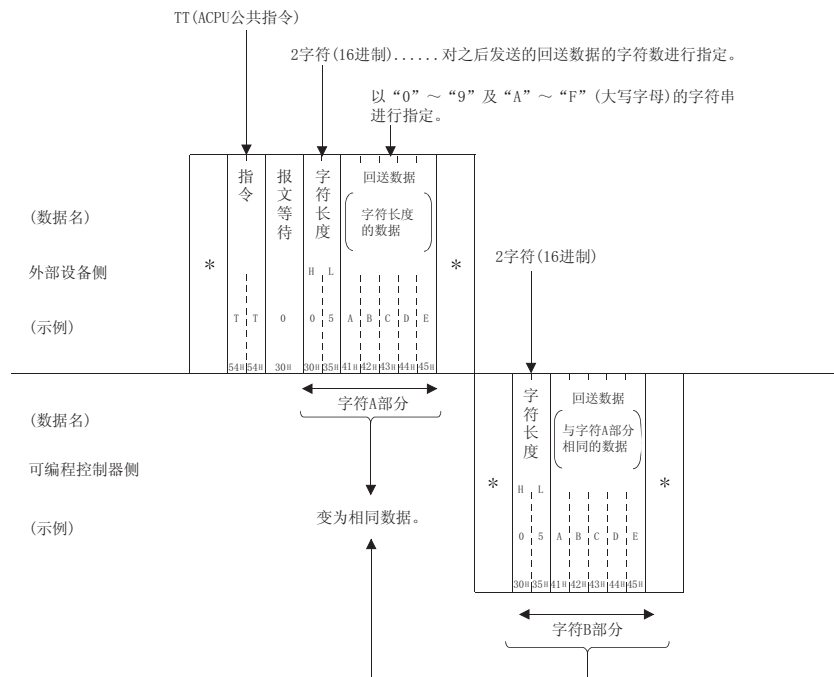 TT(ACPU公共指令)
2字符(16进制)......对之后发送的回送数据的字符数进行指定。
以“0”～“9”及“A”～“F”(大写字母)的字符串
进行指定。
指令
报文等待
字符长度
回送数据
字符长度
的数据
(数据名)
外部设备侧
(示例)
*
H L
*
T T 0 0 5 A B C D E
54H 54H 30H 30H 35H 41H 42H 43H 44H 45H
2字符(16进制)
字符A部分
(数据名)
可编程控制器侧
(示例)
字符长度
回送数据
与字符A部分
相同的数据
*
H L
*
变为相同数据。
0 5 A B C D E
30H 35H 41H 42H 43H 44H 45H
字符B部分